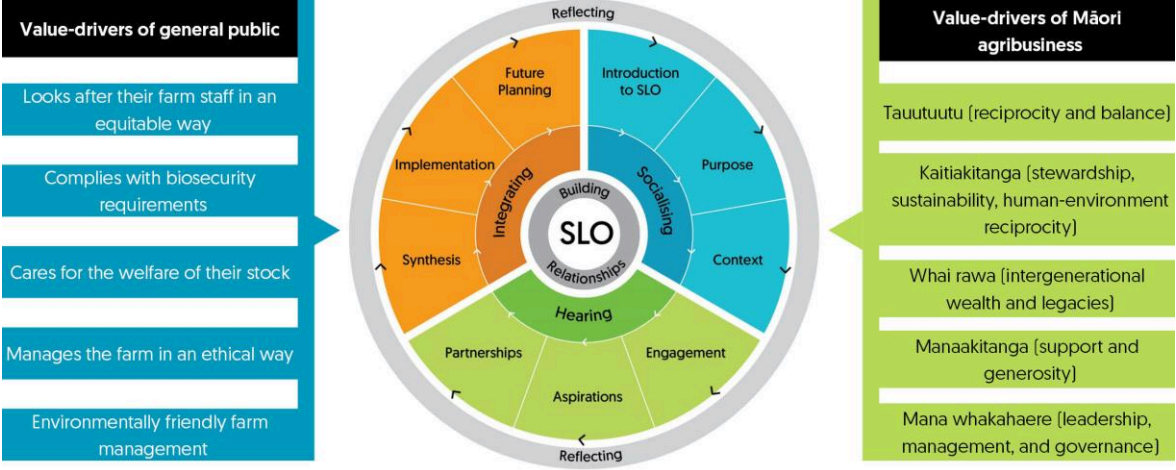 Value-drivers of general public
Looks after their farm staff in an
equitable way
Complies with biosecurity
requirements
Cares for the welfare of their stock
Manages the farm in an ethical way
Environmentally friendly farm
management
Reflecting
Future
Planning
Introduction
to SLO
Implementation
Purpose
Integrating
Socialising
Building
SLO
Relationships
Synthesis
Context
Hearing
Partnerships
Engagement
Aspirations
Reflecting
Value-drivers of Māori
agribusiness
Tauutuutu (reciprocity and balance)
Kaitiakitanga (stewardship,
sustainability, human-environment
reciprocity)
Whai rawa (intergenerational
wealth and legacies)
Manaakitanga (support and
generosity)
Mana whakahaere (leadership,
management, and governance)